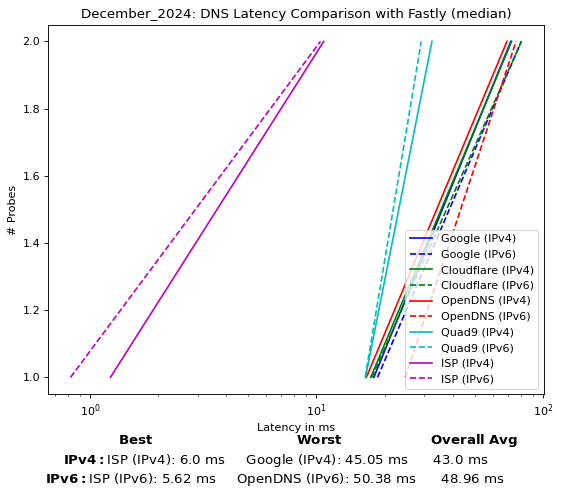 December_2024: DNS Latency Comparison with Fastly (median)
2.0
1.8
1.6
1.4
1.2
1.0
# Probes
Google (IPv4)
Google (IPv6)
Cloudflare (IPv4)
Cloudflare (IPv6)
OpenDNS (IPv4)
OpenDNS (IPv6)
Quad9 (IPv4)
Quad9 (IPv6)
ISP (IPv4)
ISP (IPv6)
10⁰ 10¹ 10²
Latency in ms
Best Worst Overall Avg
IPv4: ISP (IPv4): 6.0 ms Google (IPv4): 45.05 ms 43.0 ms
IPv6: ISP (IPv6): 5.62 ms OpenDNS (IPv6): 50.38 ms 48.96 ms